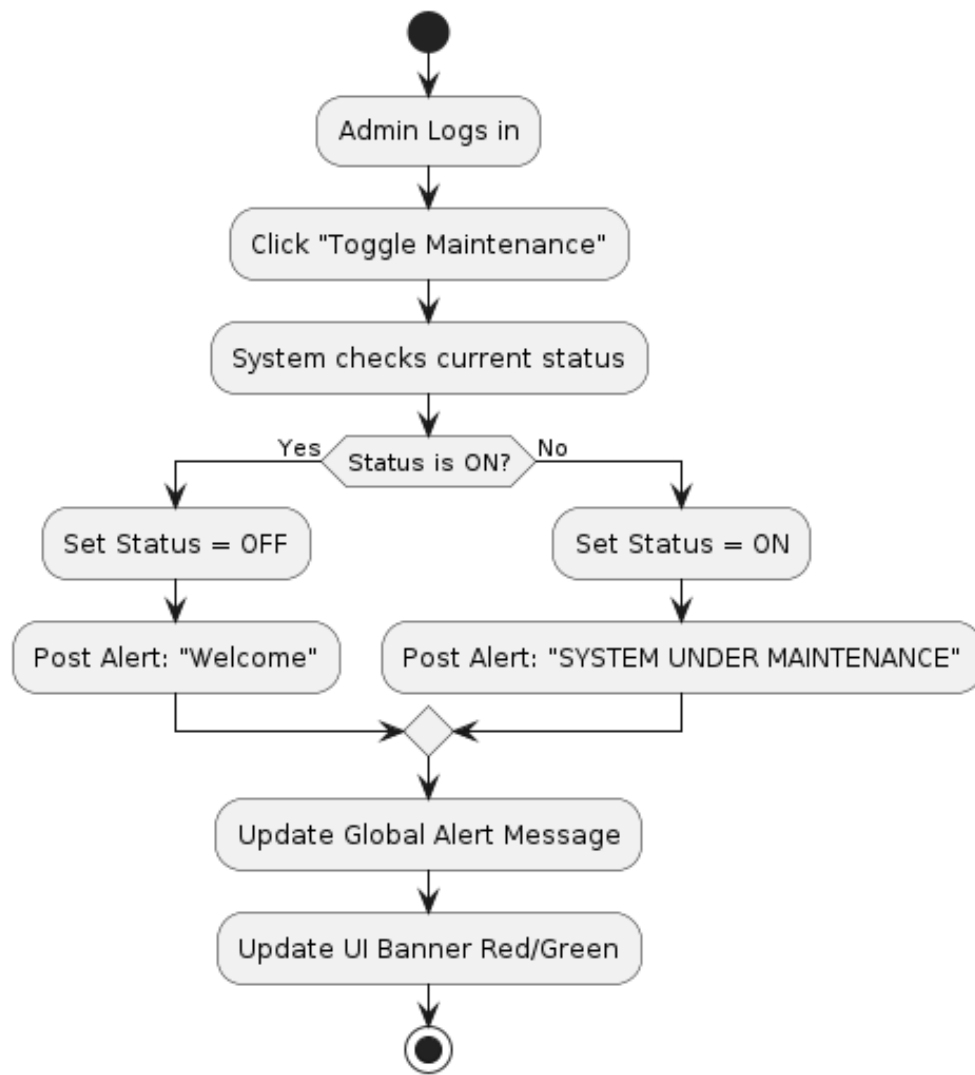 Admin Logs in
Click "Toggle Maintenance"
System checks current status
Yes
Status is ON?
No
Set Status = OFF
Set Status = ON
Post Alert: "Welcome"
Post Alert: "SYSTEM UNDER MAINTENANCE"
Update Global Alert Message
Update UI Banner Red/Green